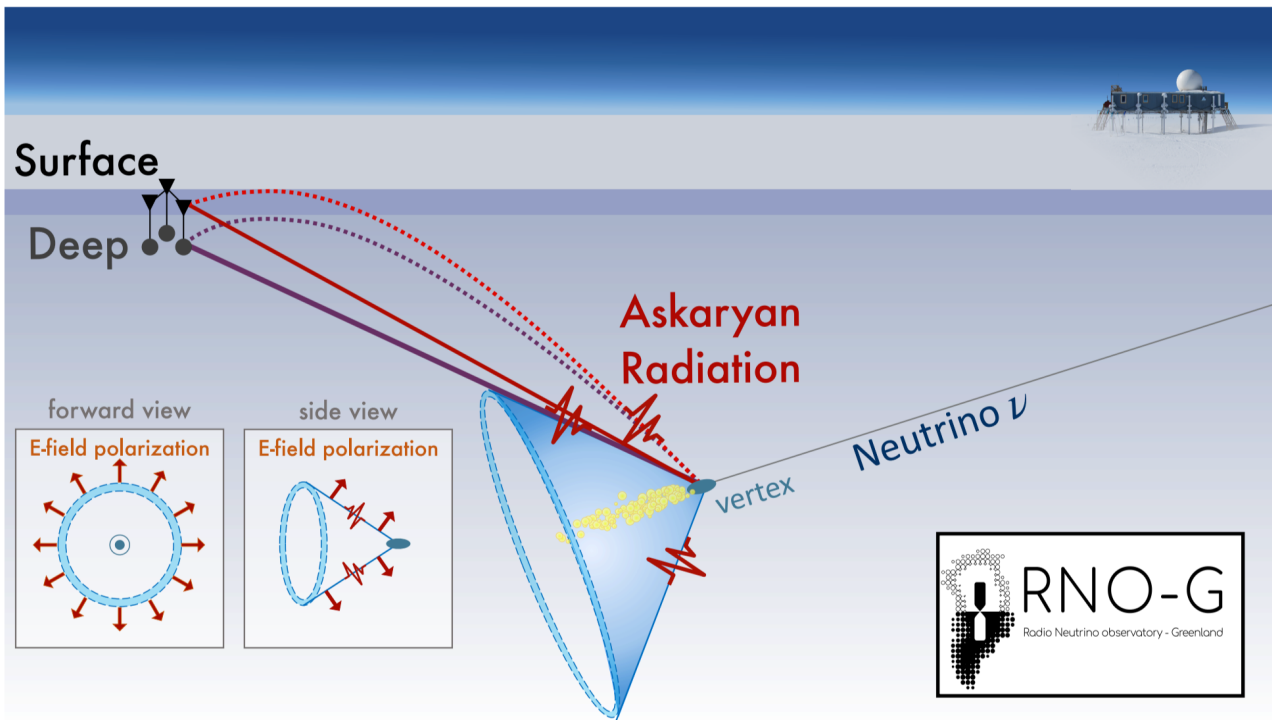 Surface
Deep
Askaryan
Radiation
Neutrino ν
vertex
forward view
E-field polarization
side view
E-field polarization
RNO-G
Radio Neutrino observatory - Greenland